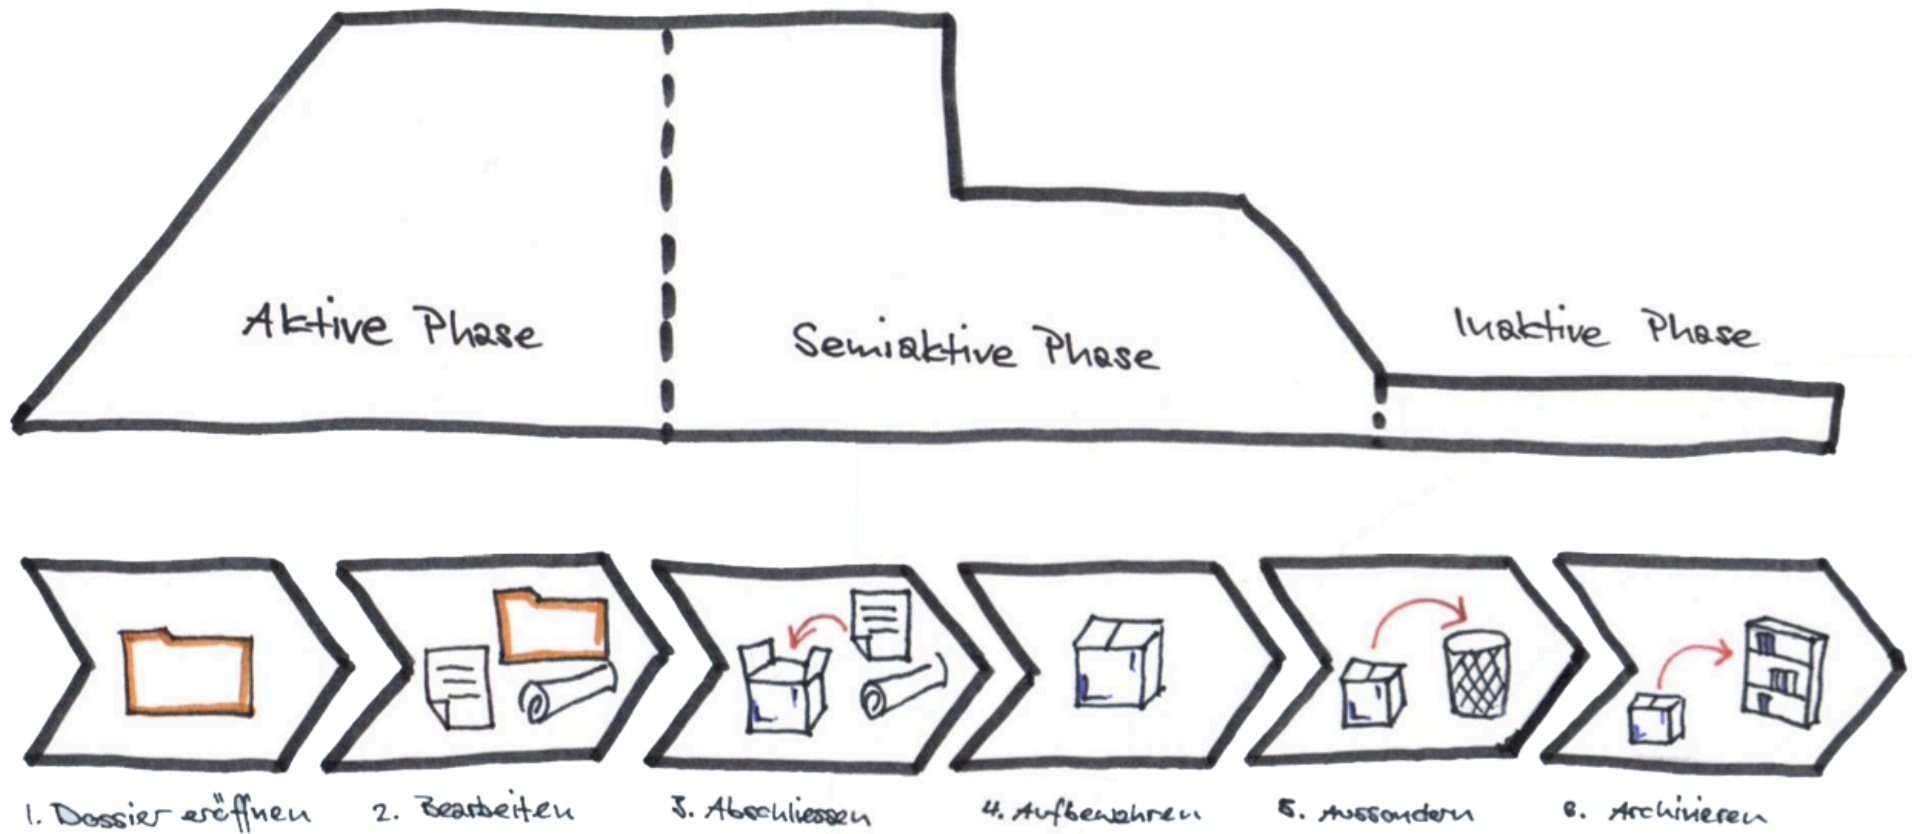 Aktive Phase
Semiaktive Phase
Inaktive Phase
1. Dossier eröffnen
2. Bearbeiten
3. Abschliessen
4. Aufbewahren
5. Aussondern
6. Archivieren